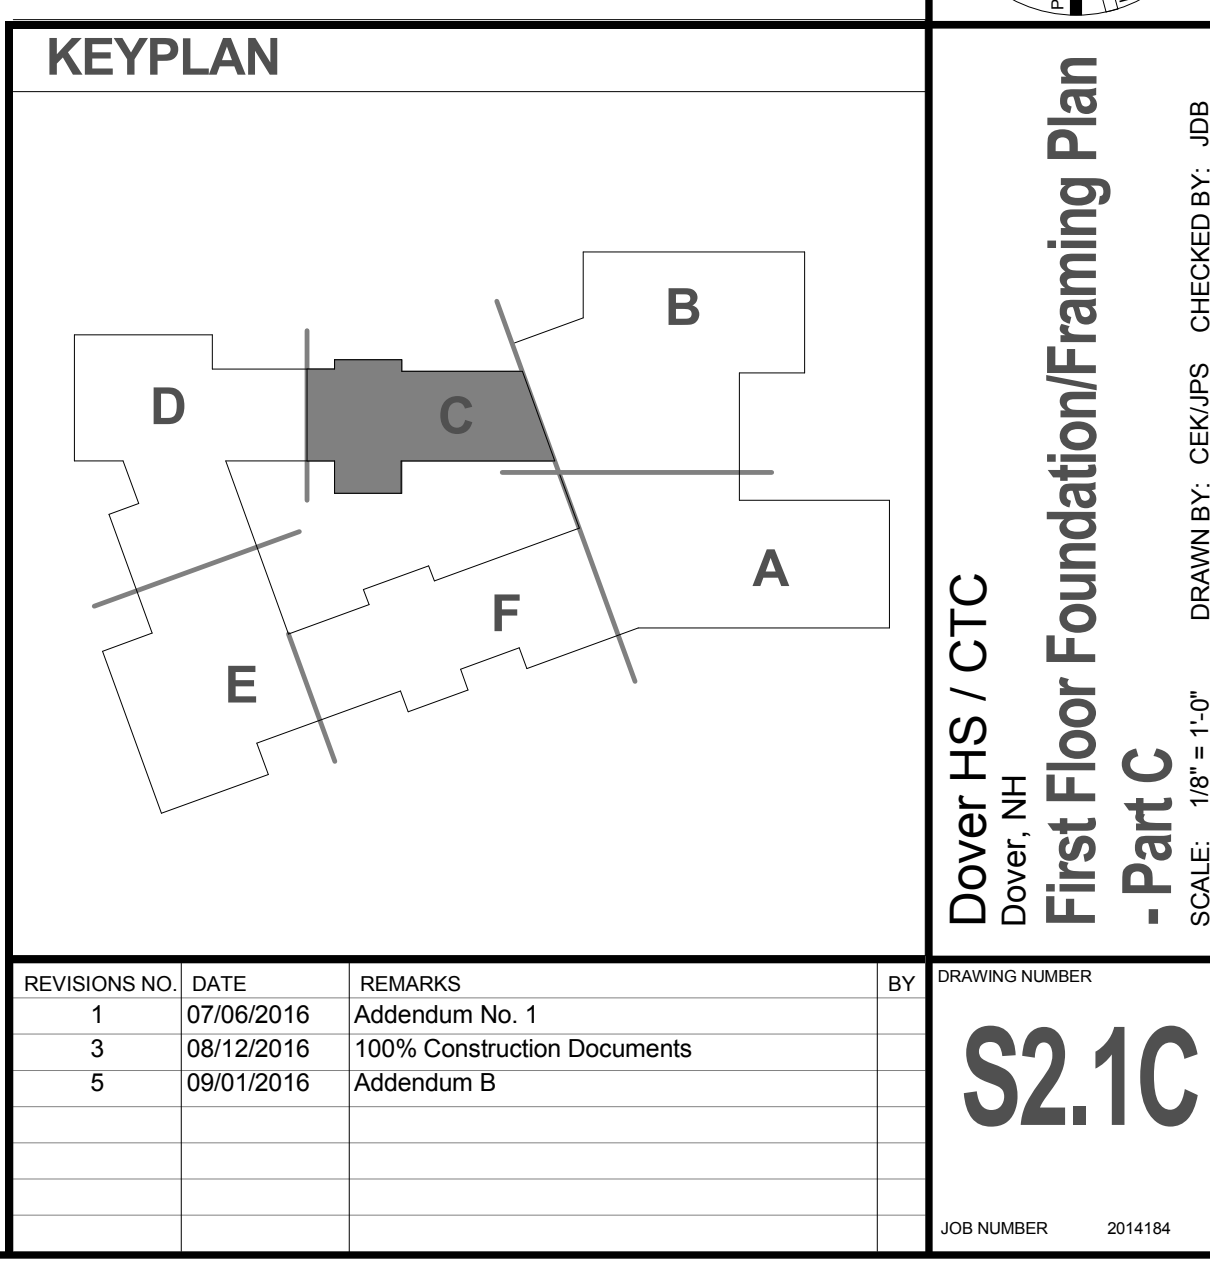 KEYPLAN
B
D
C
A
F
E
Dover HS / CTC
Dover, NH
First Floor Foundation/Framing Plan
- Part C
SCALE: 1/8" = 1'-0" DRAWN BY: CEK/JPS CHECKED BY: JDB
REVISIONS NO. DATE REMARKS BY
1 07/06/2016 Addendum No. 1
3 08/12/2016 100% Construction Documents
5 09/01/2016 Addendum B
DRAWING NUMBER
S2.1C
JOB NUMBER 2014184